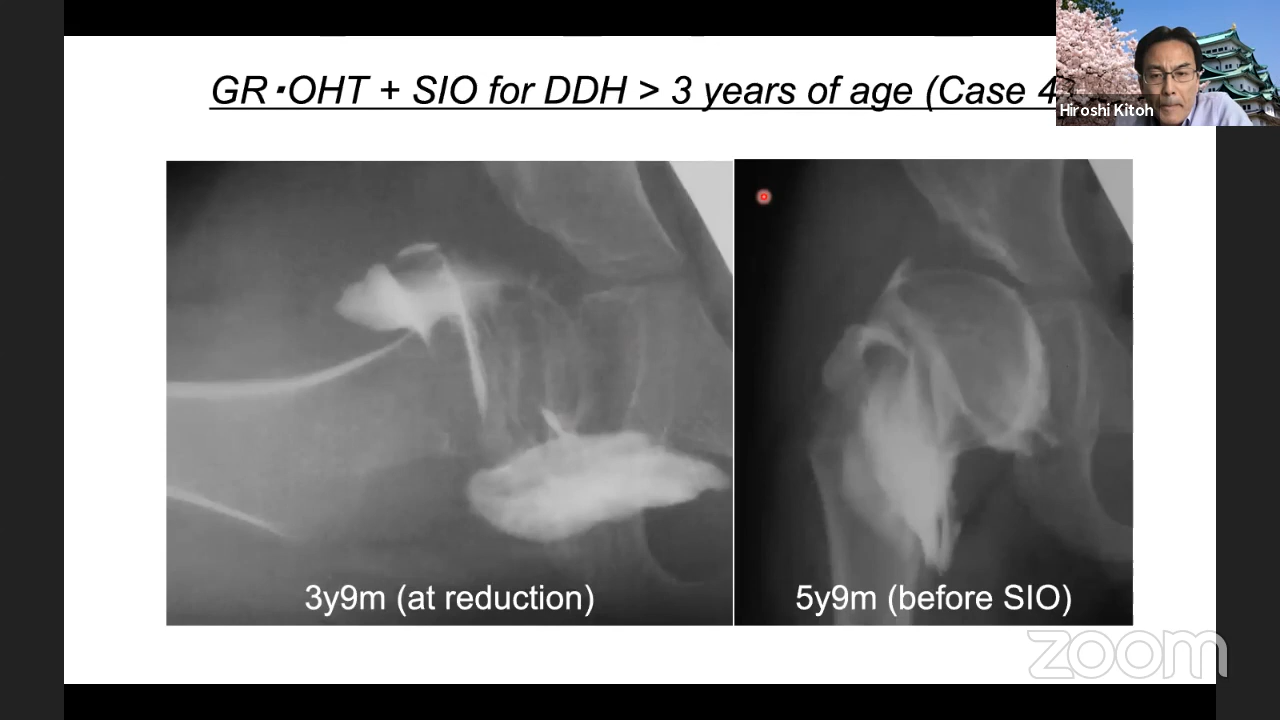 GR・OHT + SIO for DDH > 3 years of age (Case 4
Hiroshi Kitoh
3y9m (at reduction)
5y9m (before SIO)
zoom